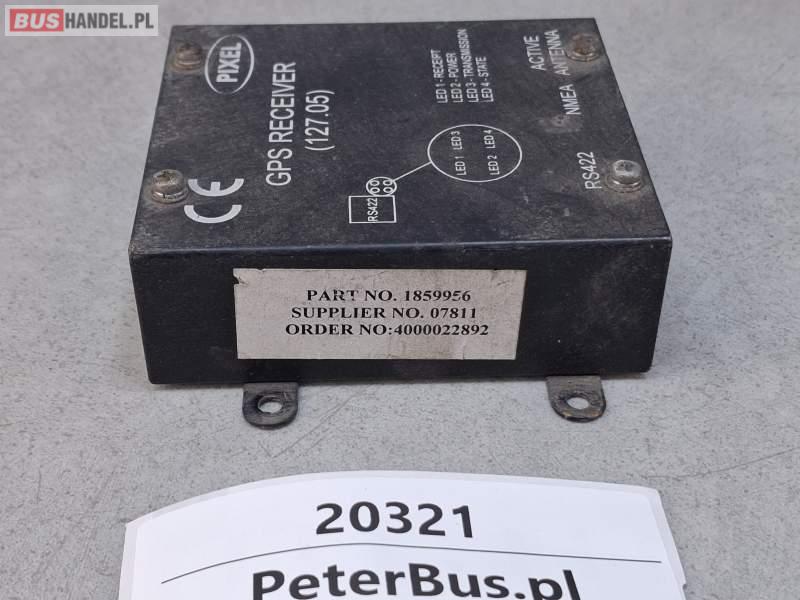 BUSHANDEL.PL
PIXEL
GPS RECEIVER
(127.05)
CE
LED 1 - RECEIPT
LED 2 - POWER
LED 3 - TRANSMISSION
LED 4 - STATE
LED 1 LED 3
LED 2 LED 4
RS422
RS422
NMEA
ACTIVE
ANTENNA
PART NO. 1859956
SUPPLIER NO. 07811
ORDER NO:4000022892
20321
PeterBus.pl